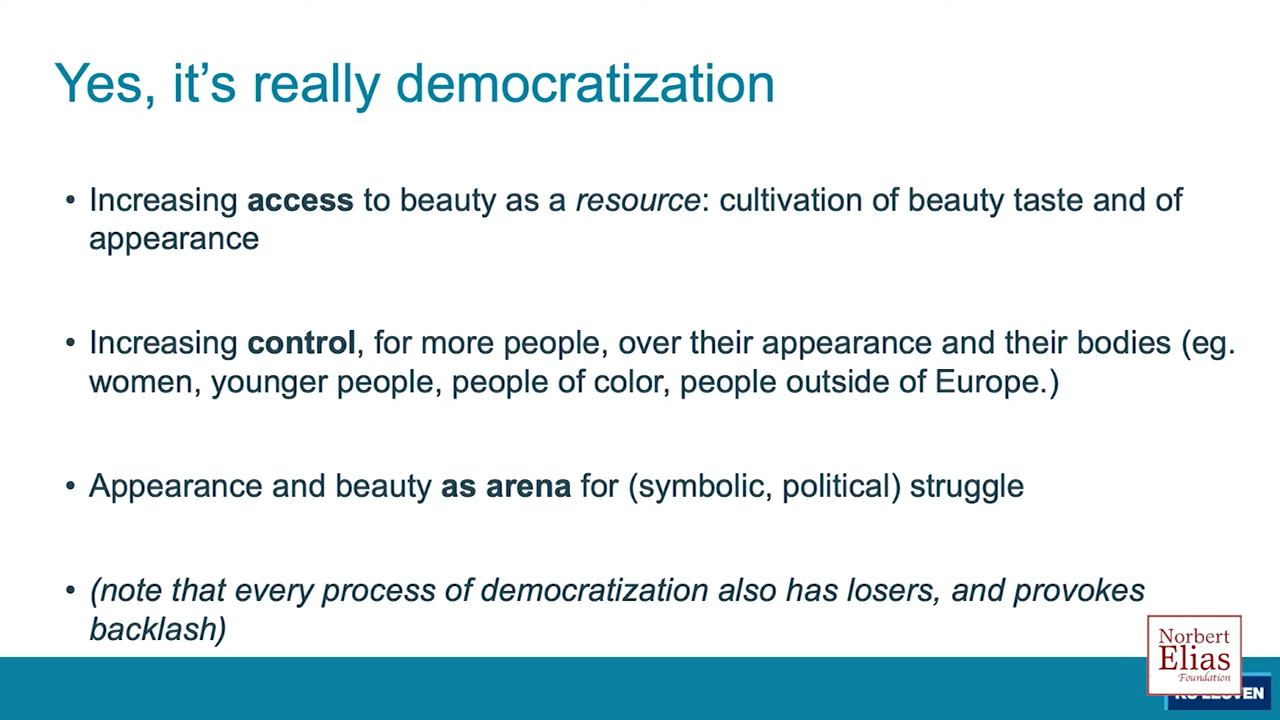 Yes, it's really democratization
• Increasing access to beauty as a resource: cultivation of beauty taste and of
appearance
• Increasing control, for more people, over their appearance and their bodies (eg.
women, younger people, people of color, people outside of Europe.)
• Appearance and beauty as arena for (symbolic, political) struggle
• (note that every process of democratization also has losers, and provokes
backlash)
Norbert
Elias
Foundation